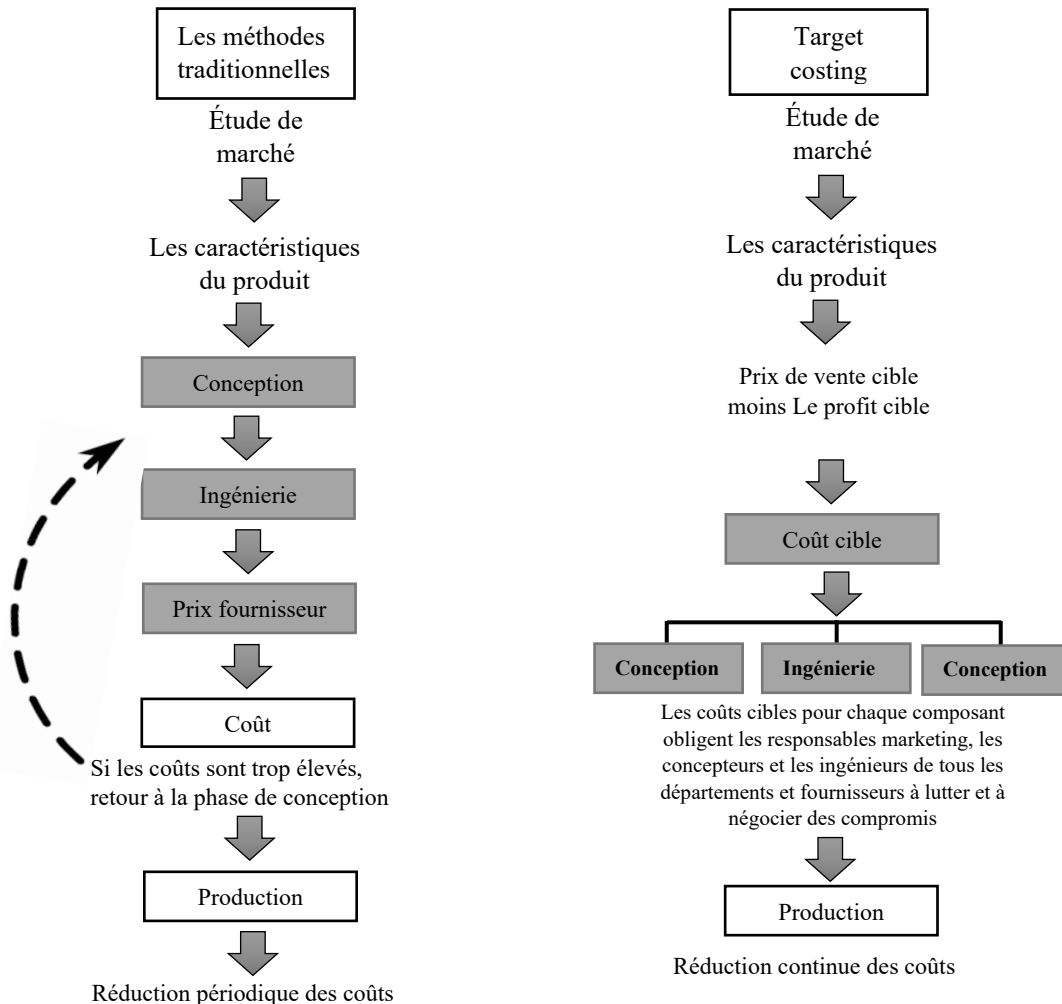 Les méthodes
traditionnelles
Étude de
marché
Les caractéristiques
du produit
Conception
Ingénierie
Prix fournisseur
Coût
Si les coûts sont trop élevés,
retour à la phase de conception
Production
Réduction périodique des coûts
Target
costing
Étude de
marché
Les caractéristiques
du produit
Prix de vente cible
moins Le profit cible
Coût cible
Conception
Ingénierie
Conception
Les coûts cibles pour chaque composant
obligent les responsables marketing, les
concepteurs et les ingénieurs de tous les
départements et fournisseurs à lutter et à
négocier des compromis
Production
Réduction continue des coûts